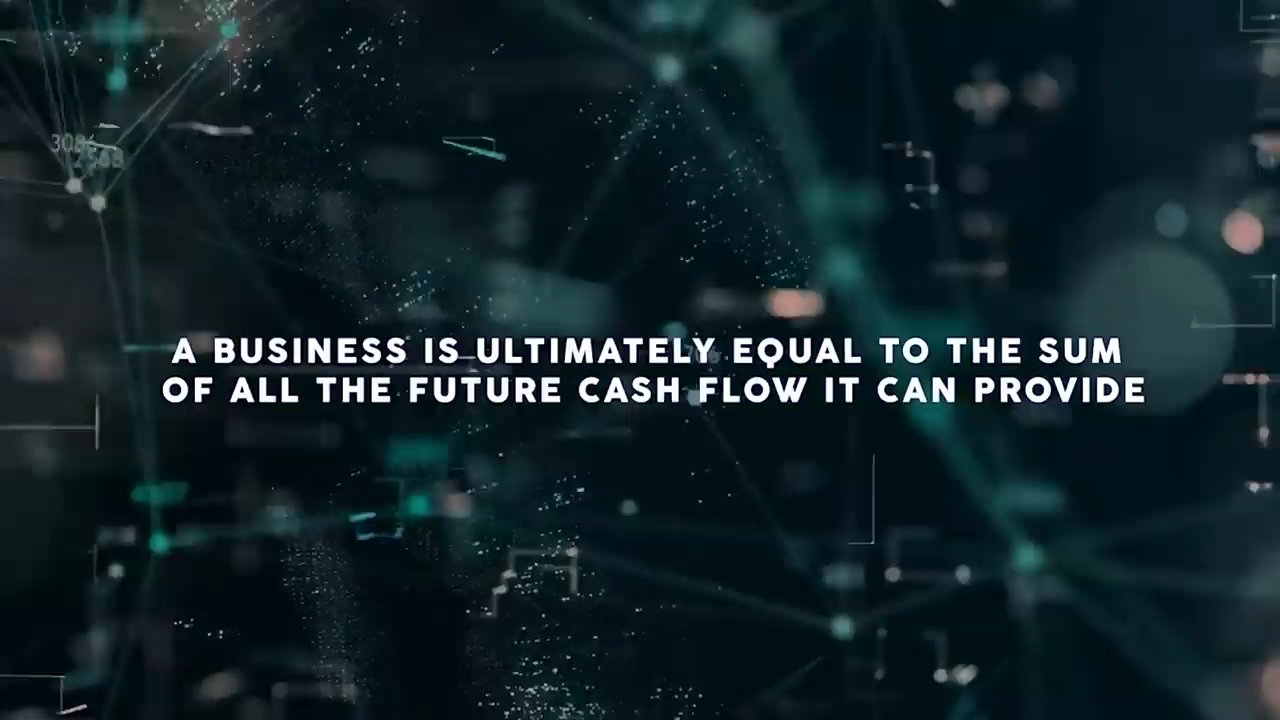 A BUSINESS IS ULTIMATELY EQUAL TO THE SUM
OF ALL THE FUTURE CASH FLOW IT CAN PROVIDE